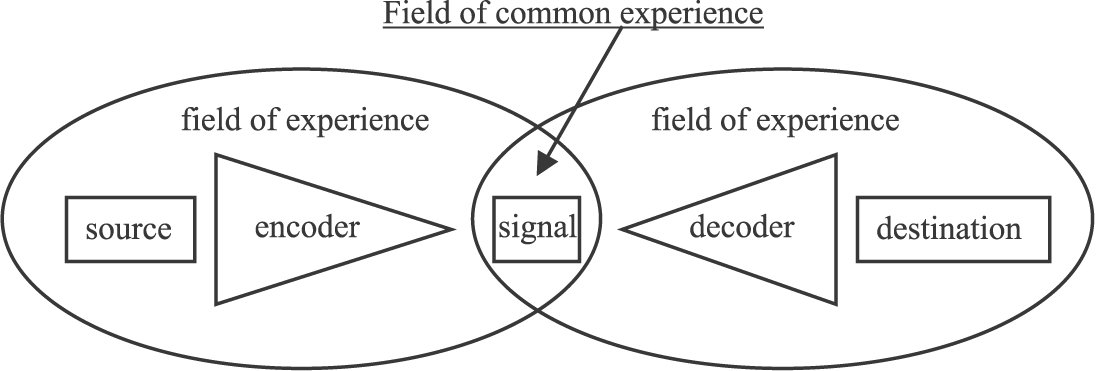 Field of common experience
field of experience
field of experience
source
encoder
signal
decoder
destination